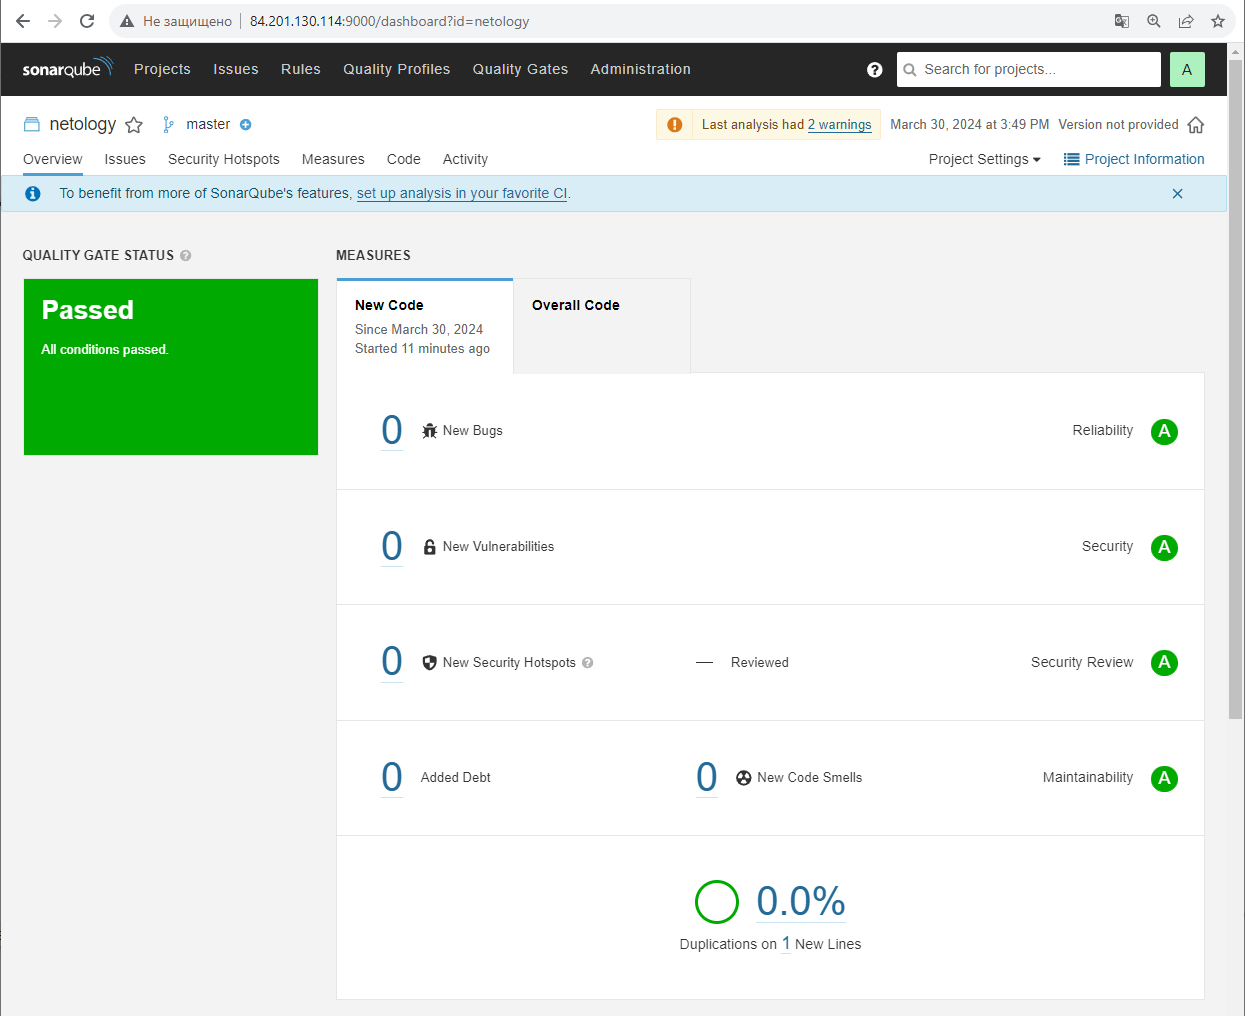 Не защищено 84.201.130.114:9000/dashboard?id=netology
sonarqube Projects Issues Rules Quality Profiles Quality Gates Administration ? Search for projects... A
netology master Last analysis had 2 warnings March 30, 2024 at 3:49 PM Version not provided
Overview Issues Security Hotspots Measures Code Activity Project Settings Project Information
To benefit from more of SonarQube's features, set up analysis in your favorite CI.
QUALITY GATE STATUS ? MEASURES
Passed
All conditions passed.
New Code Overall Code
Since March 30, 2024
Started 11 minutes ago
0 New Bugs Reliability A
0 New Vulnerabilities Security A
0 New Security Hotspots ? — Reviewed Security Review A
0 Added Debt 0 New Code Smells Maintainability A
0.0%
Duplications on 1 New Lines